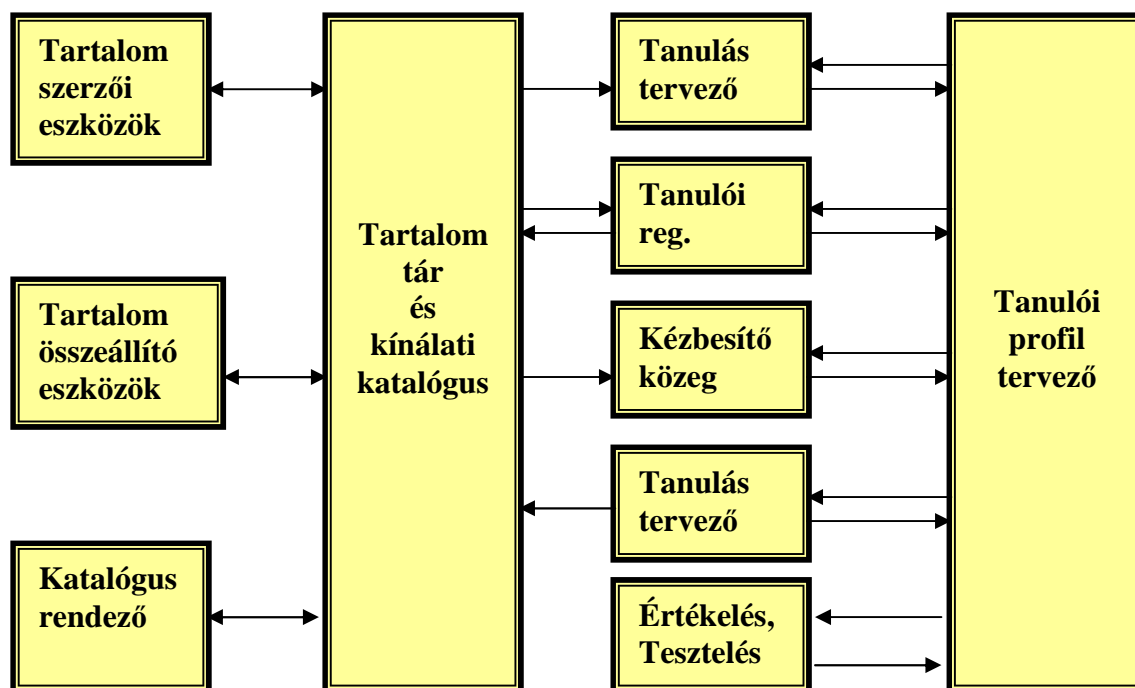 Tartalom
szerzői
eszközök
Tartalom
összeállító
eszközök
Katalógus
rendező
Tartalom
tár
és
kínálati
katalógus
Tanulás
tervező
Tanulói
reg.
Kézbesítő
közeg
Tanulás
tervező
Értékelés,
Tesztelés
Tanulói
profil
tervező